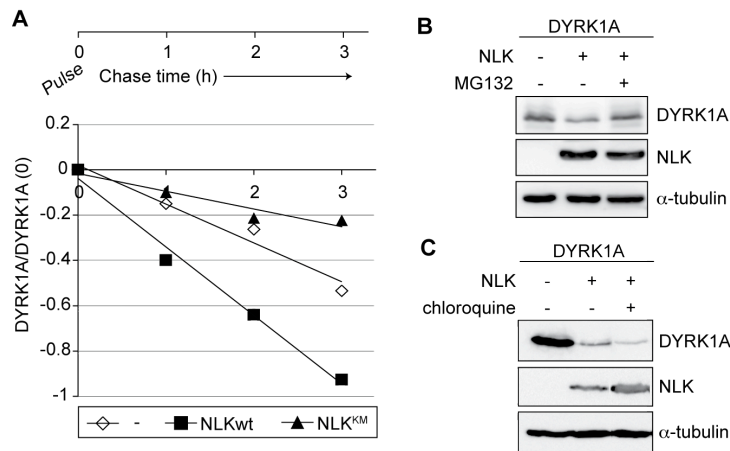 A
0 1 2 3
Pulse
Chase time (h)
DYRK1A/DYRK1A (0)
0.2
0
-0.2
-0.4
-0.6
-0.8
-1
0 1 2 3
- NLKwt NLKᴷᴹ
B
DYRK1A
NLK - + +
MG132 - - +
DYRK1A
NLK
α-tubulin
C
DYRK1A
NLK - + +
chloroquine - - +
DYRK1A
NLK
α-tubulin